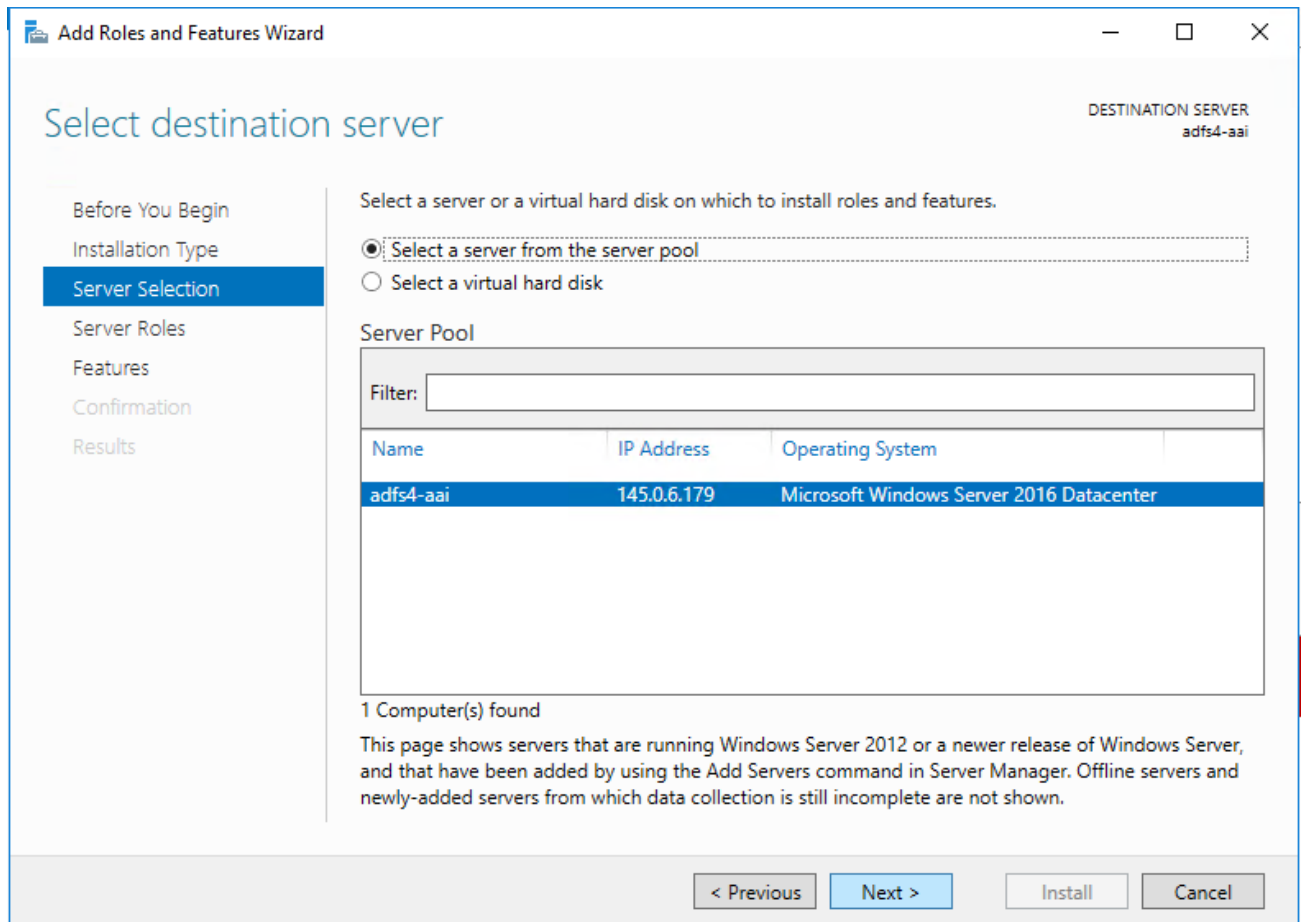 Add Roles and Features Wizard
Select destination server
DESTINATION SERVER
adfs4-aai
Before You Begin
Installation Type
Server Selection
Server Roles
Features
Confirmation
Results
Select a server or a virtual hard disk on which to install roles and features.
Select a server from the server pool
Select a virtual hard disk
Server Pool
Filter:
Name IP Address Operating System
adfs4-aai 145.0.6.179 Microsoft Windows Server 2016 Datacenter
1 Computer(s) found
This page shows servers that are running Windows Server 2012 or a newer release of Windows Server,
and that have been added by using the Add Servers command in Server Manager. Offline servers and
newly-added servers from which data collection is still incomplete are not shown.
< Previous Next > Install Cancel